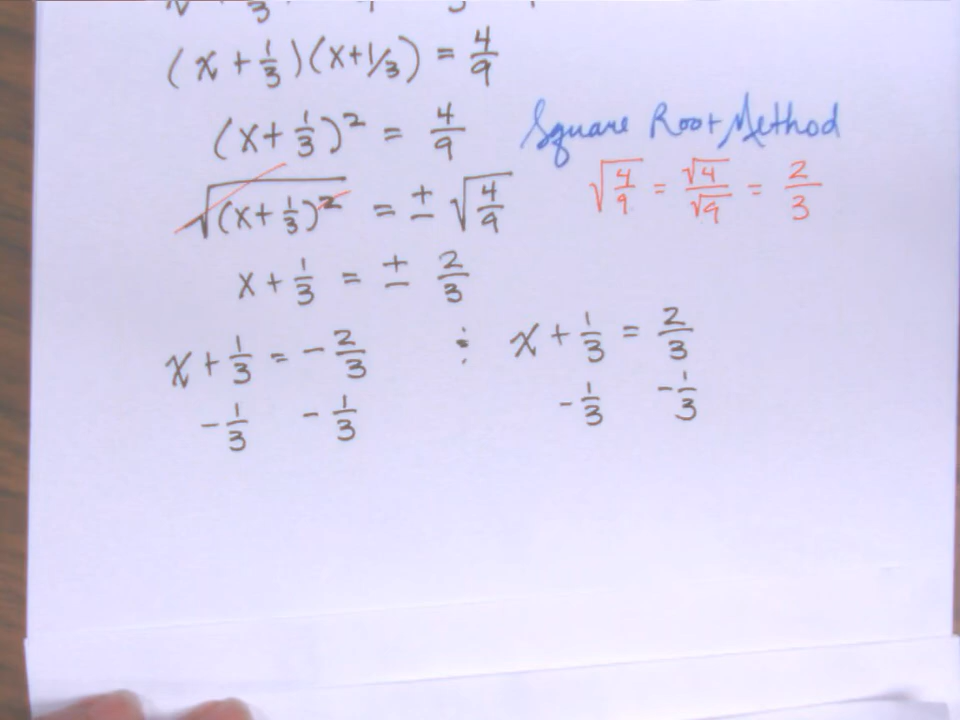 (x + 1/3)(x + 1/3) = 4/9
(x + 1/3)² = 4/9
Square Root Method
√(x + 1/3)² = ± √4/9
√4/9 = √4/√9 = 2/3
x + 1/3 = ± 2/3
x + 1/3 = - 2/3 ; x + 1/3 = 2/3
- 1/3 - 1/3 - 1/3 - 1/3